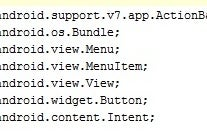 android.support.v7.app.ActionBa
android.os.Bundle;
android.view.Menu;
android.view.MenuItem;
android.view.View;
android.widget.Button;
android.content.Intent;